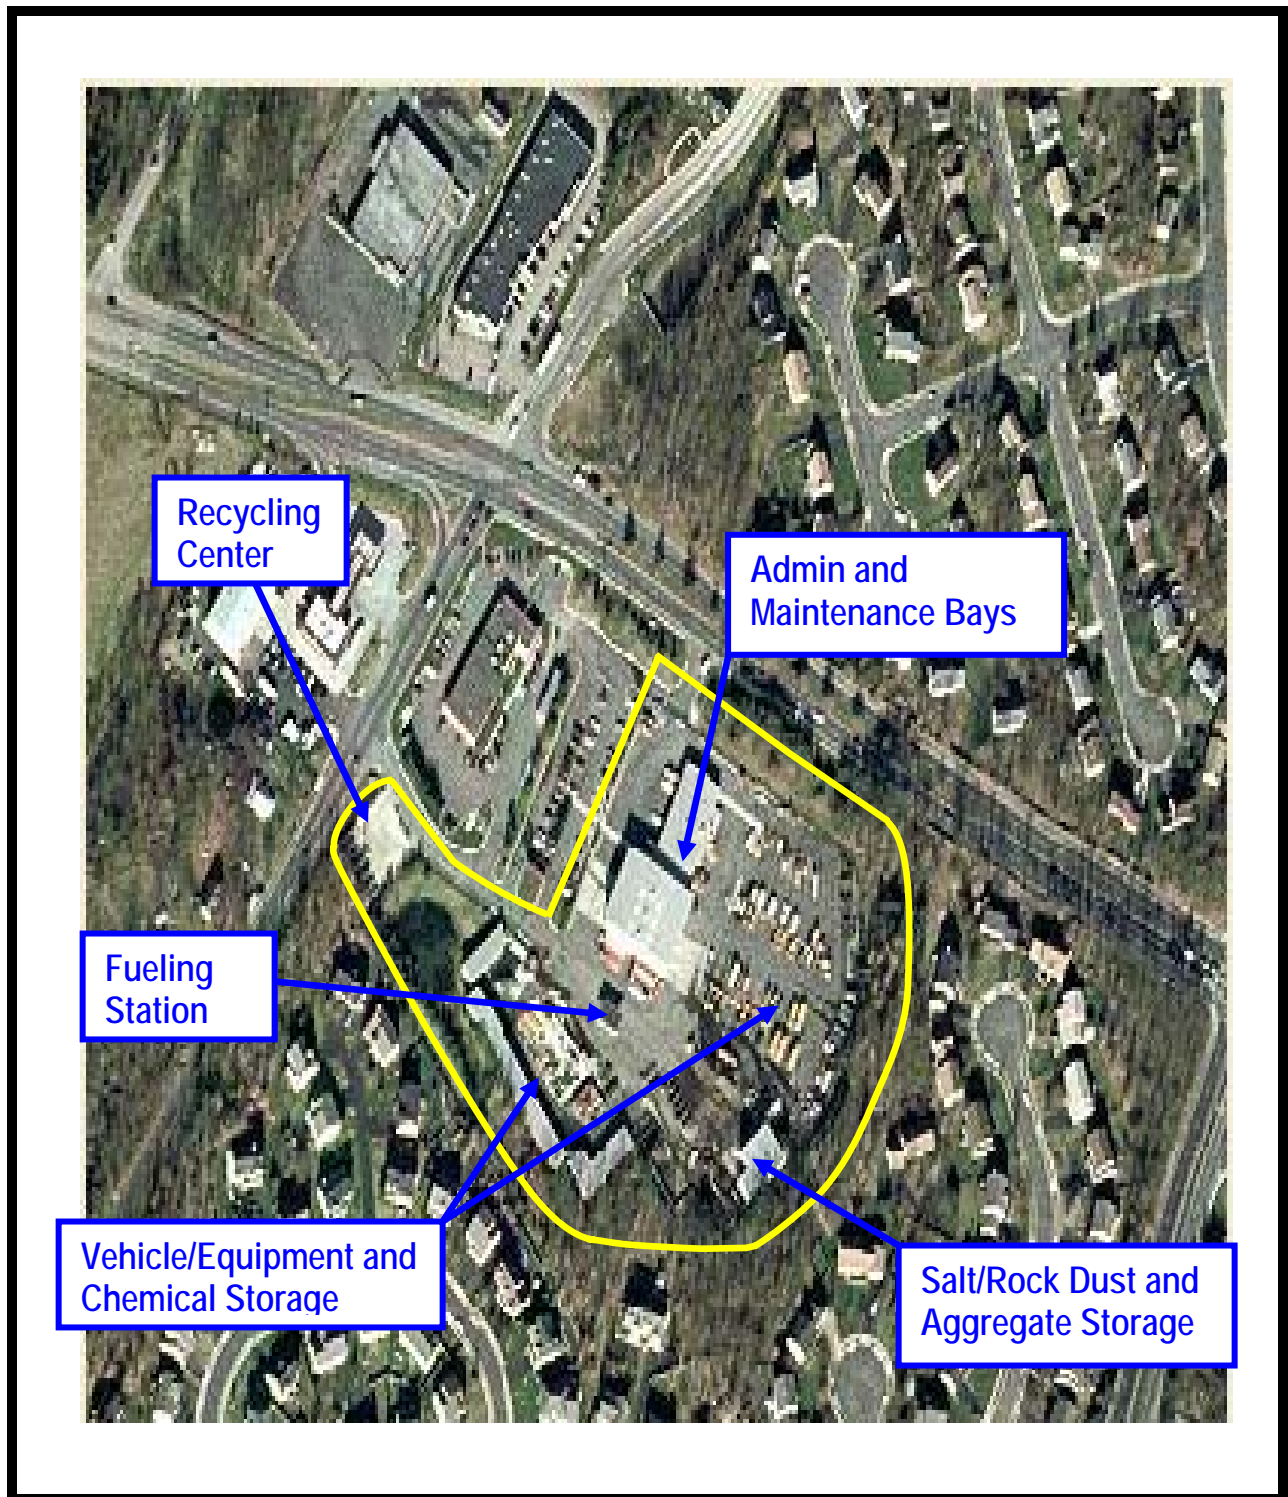 Recycling
Center
Admin and
Maintenance Bays
Fueling
Station
Vehicle/Equipment and
Chemical Storage
Salt/Rock Dust and
Aggregate Storage